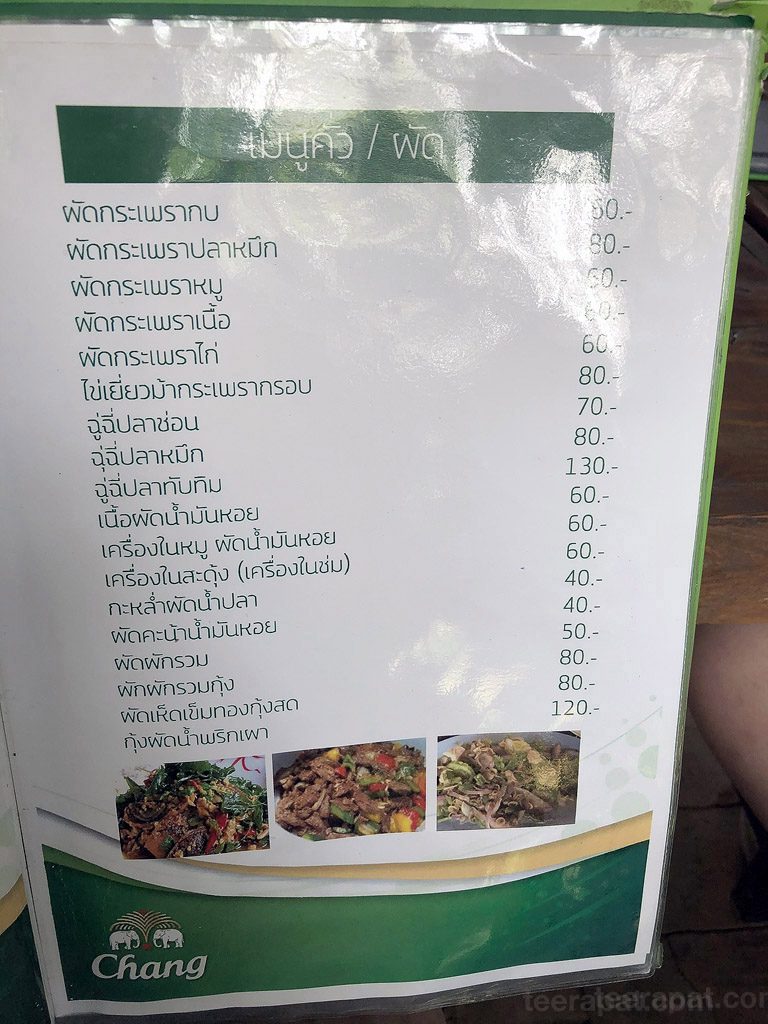 เมนูคั่ว / ผัด
ผัดกระเพรากบ 60.-
ผัดกระเพราปลาหมึก 80.-
ผัดกระเพราหมู 60.-
ผัดกระเพราเนื้อ 60.-
ผัดกระเพราไก่ 60.-
ไข่เยี่ยวม้ากระเพรากรอบ 80.-
ฉู่ฉี่ปลาช่อน 70.-
ฉุ่ฉี่ปลาหมึก 80.-
ฉู่ฉี่ปลาทับทิม 130.-
เนื้อผัดน้ำมันหอย 60.-
เครื่องในหมู ผัดน้ำมันหอย 60.-
เครื่องในสะดุ้ง (เครื่องในช่ม) 60.-
กะหล่ำผัดน้ำปลา 40.-
ผัดคะน้าน้ำมันหอย 40.-
ผัดผักรวม 50.-
ผักผักรวมกุ้ง 80.-
ผัดเห็ดเข็มทองกุ้งสด 80.-
กุ้งผัดน้ำพริกเผา 120.-
Chang